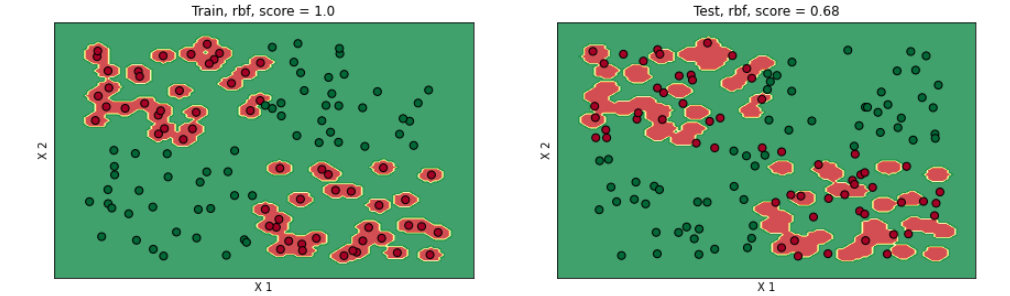 Train, rbf, score = 1.0
X 2
X 1
Test, rbf, score = 0.68
X 2
X 1